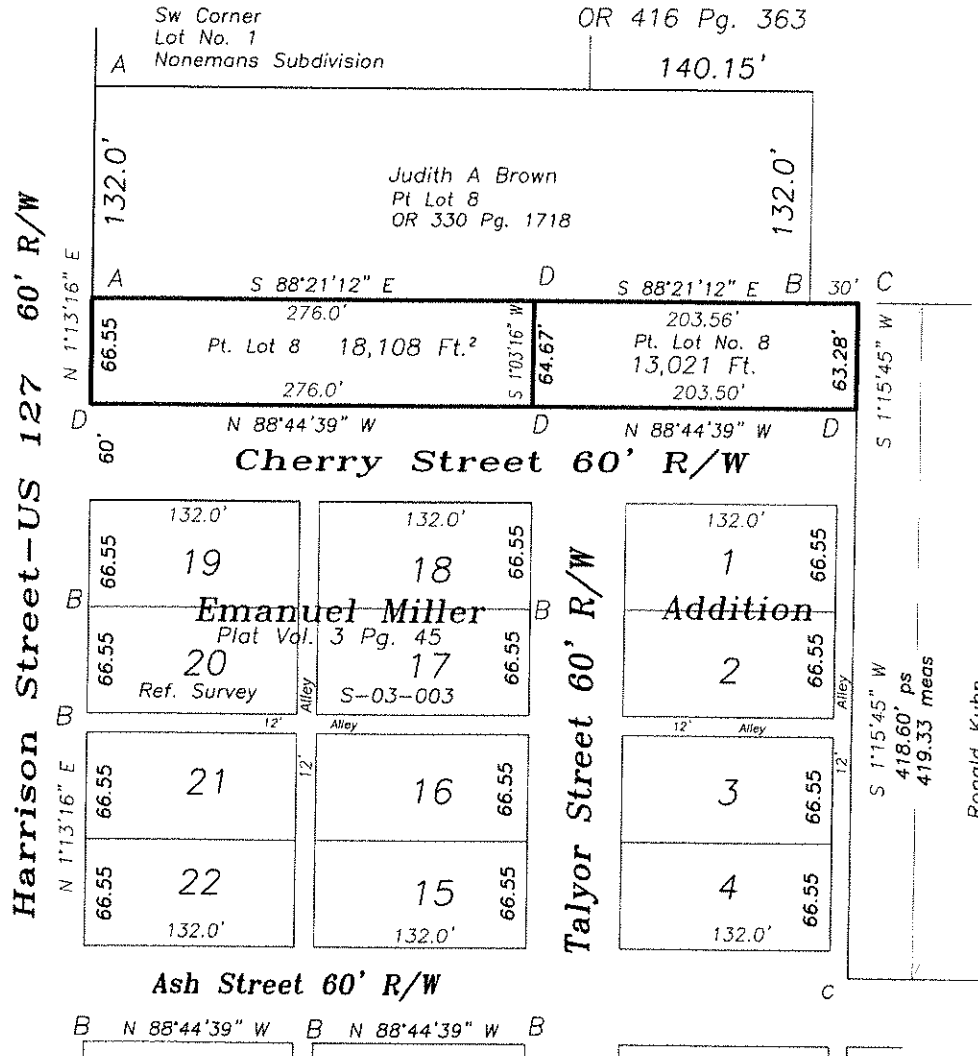 Sw Corner
Lot No. 1
Nonemans Subdivision
OR 416 Pg. 363
A
140.15'
132.0'
132.0'
Judith A Brown
Pt Lot 8
OR 330 Pg. 1718
N 1°13'16" E
A
S 88°21'12" E
D
S 88°21'12" E
B
30'
C
66.55
276.0'
Pt. Lot 8
18,108 Ft.²
276.0'
S 1°03'16" W
64.67'
203.56'
Pt. Lot No. 8
13,021 Ft.
203.50'
63.28'
S 1°15'45" W
D
N 88°44'39" W
D
N 88°44'39" W
D
60'
Cherry Street 60' R/W
Harrison Street-US 127 60' R/W
132.0'
132.0'
132.0'
66.55
19
18
66.55
1
66.55
B
Emanuel Miller
B
Addition
Plat Vol. 3 Pg. 45
66.55
20
17
66.55
2
66.55
Ref. Survey
S-03-003
Alley
Alley
B
12'
Alley
12'
Alley
Talyor Street 60' R/W
N 1°13'16" E
66.55
21
12'
16
66.55
3
66.55
12'
S 1°15'45" W
418.60' ps
419.33 meas
Ronald Kuhn
66.55
22
15
66.55
4
66.55
132.0'
132.0'
132.0'
Ash Street 60' R/W
C
B
N 88°44'39" W
B
N 88°44'39" W
B